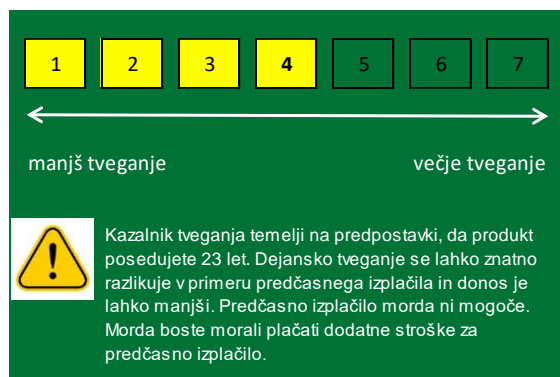 1 2 3 4 5 6 7
manjš tveganje večje tveganje
Kazalnik tveganja temelji na predpostavki, da produkt
posedujete 23 let. Dejansko tveganje se lahko znatno
razlikuje v primeru predčasnega izplačila in donos je
lahko manjši. Predčasno izplačilo morda ni mogoče.
Morda boste morali plačati dodatne stroške za
predčasno izplačilo.